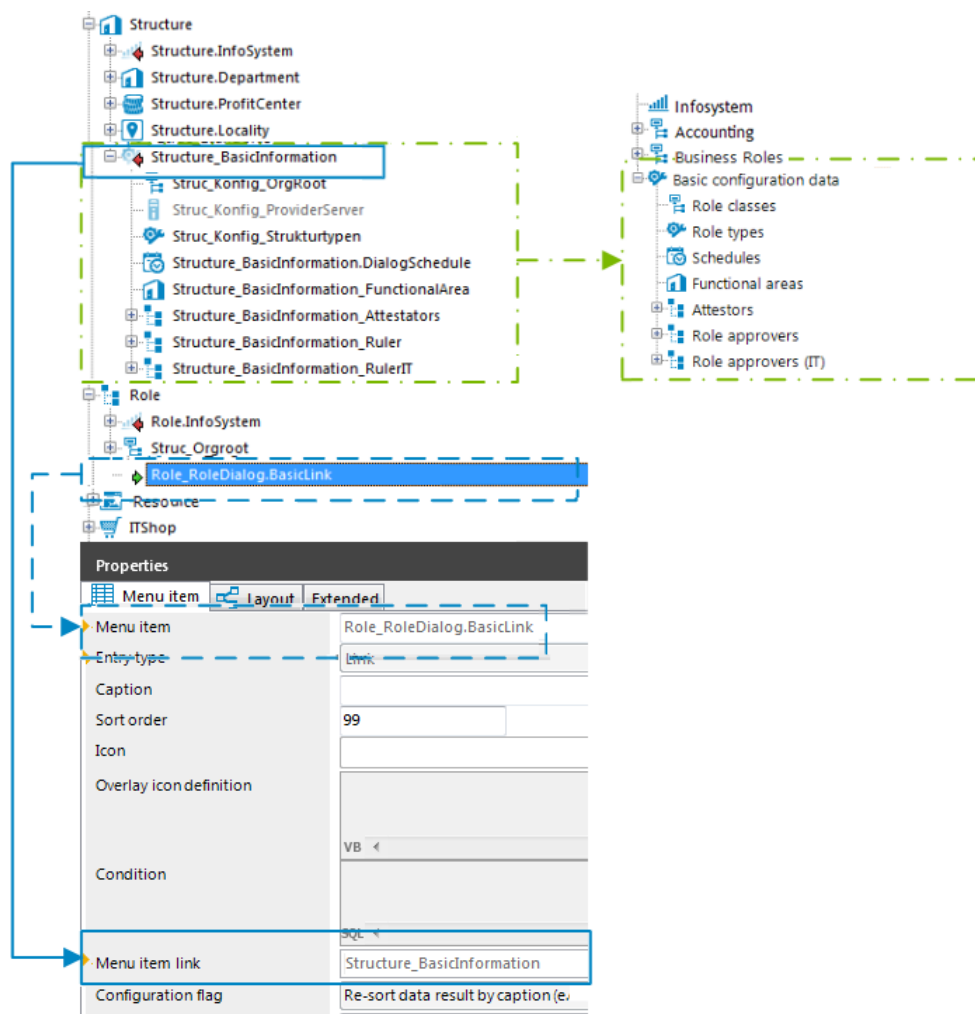 Structure
Structure.InfoSystem
Structure.Department
Structure.ProfitCenter
Structure.Locality
Structure_BasicInformation
Struc_Konfig_OrgRoot
Struc_Konfig_ProviderServer
Struc_Konfig_Strukturtypen
Structure_BasicInformation.DialogSchedule
Structure_BasicInformation_FunctionalArea
Structure_BasicInformation_Attestators
Structure_BasicInformation_Ruler
Structure_BasicInformation_RulerIT
Role
Role.InfoSystem
Struc_Orgroot
Role_RoleDialog.BasicLink
Resource
ITShop
Infosystem
Accounting
Business Roles
Basic configuration data
Role classes
Role types
Schedules
Functional areas
Attestors
Role approvers
Role approvers (IT)
Properties
Menu item Layout Extended
Menu item Role_RoleDialog.BasicLink
Entry type Link
Caption
Sort order 99
Icon
Overlay icon definition
VB
Condition
SQL
Menu item link Structure_BasicInformation
Configuration flag Re-sort data result by caption (e.